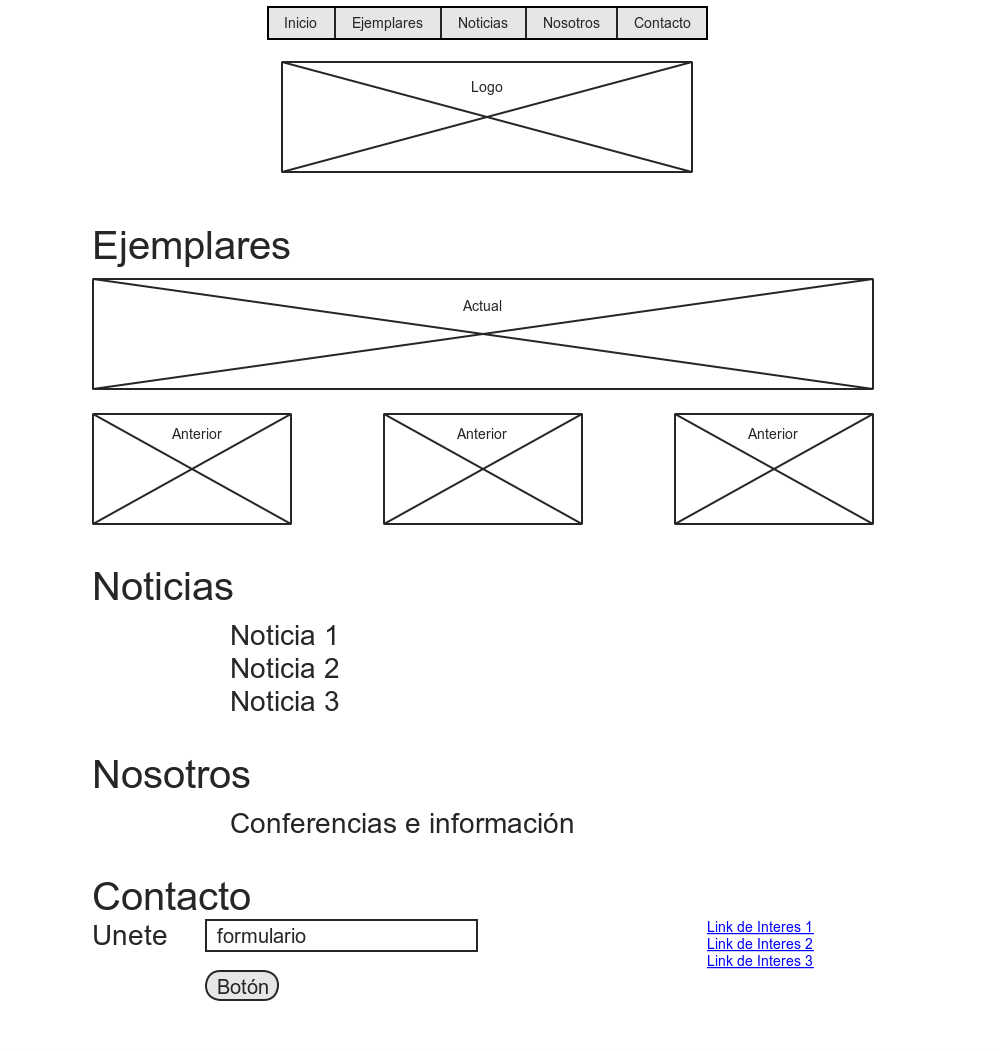 Inicio Ejemplares Noticias Nosotros Contacto
Logo
Ejemplares
Actual
Anterior Anterior Anterior
Noticias
Noticia 1
Noticia 2
Noticia 3
Nosotros
Conferencias e información
Contacto
Unete formulario
Botón
Link de Interes 1
Link de Interes 2
Link de Interes 3